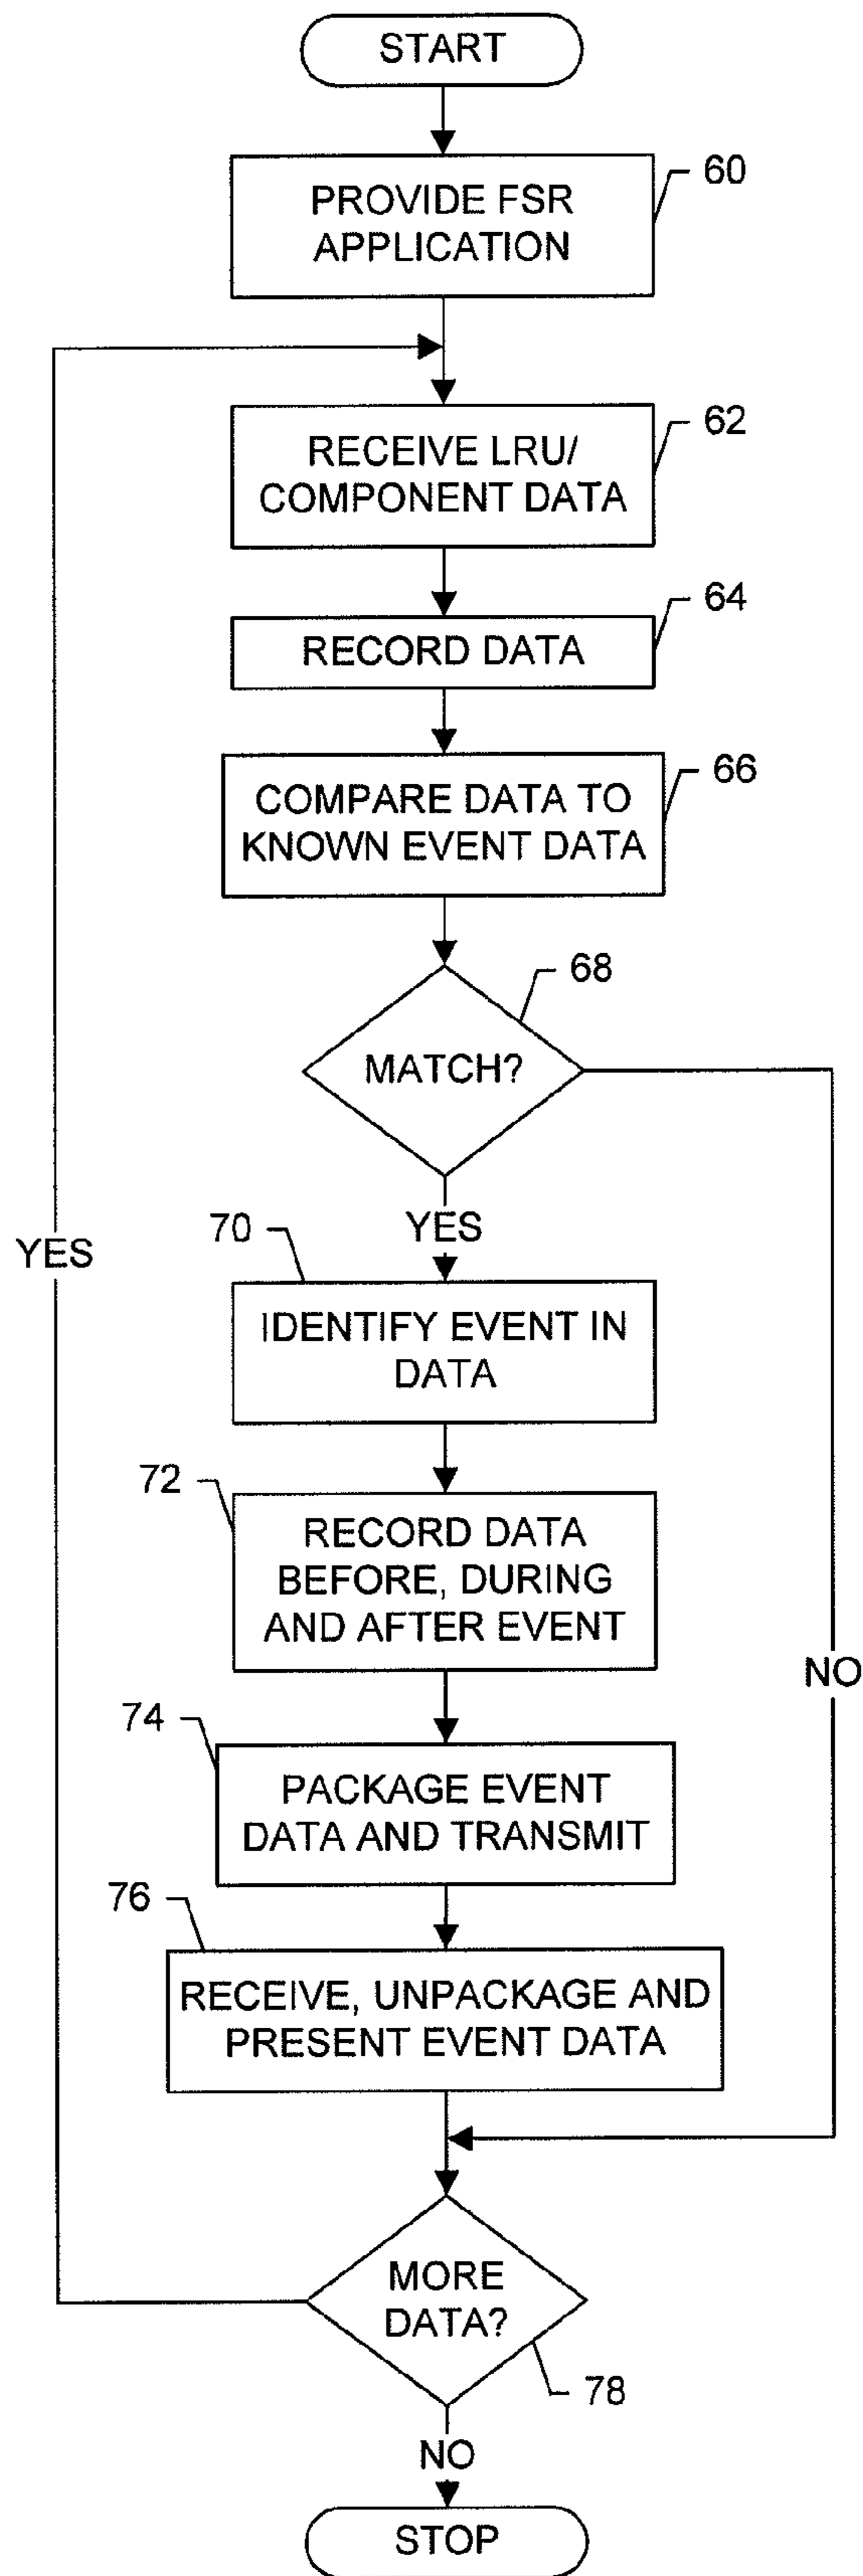 START
PROVIDE FSR
APPLICATION
60
RECEIVE LRU/
COMPONENT DATA
62
RECORD DATA
64
COMPARE DATA TO
KNOWN EVENT DATA
66
MATCH?
68
YES
NO
YES
70
IDENTIFY EVENT IN
DATA
72
RECORD DATA
BEFORE, DURING
AND AFTER EVENT
74
PACKAGE EVENT
DATA AND TRANSMIT
76
RECEIVE, UNPACKAGE AND
PRESENT EVENT DATA
MORE
DATA?
78
NO
STOP